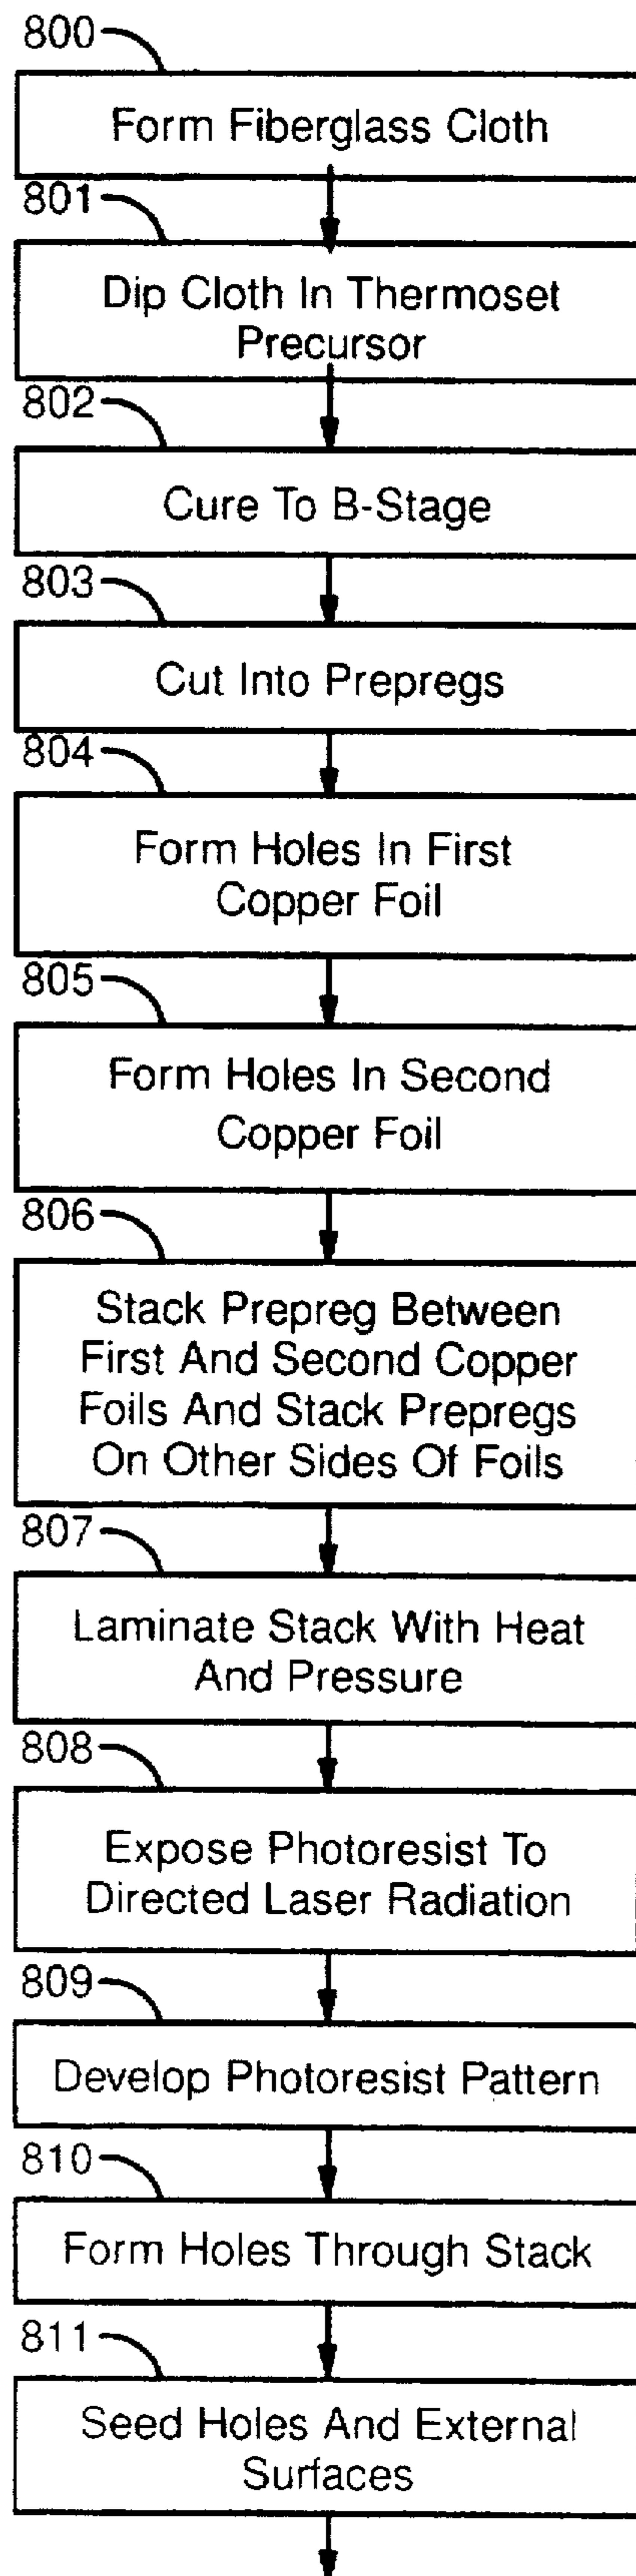 800
Form Fiberglass Cloth
801
Dip Cloth In Thermoset
Precursor
802
Cure To B-Stage
803
Cut Into Prepregs
804
Form Holes In First
Copper Foil
805
Form Holes In Second
Copper Foil
806
Stack Prepreg Between
First And Second Copper
Foils And Stack Prepregs
On Other Sides Of Foils
807
Laminate Stack With Heat
And Pressure
808
Expose Photoresist To
Directed Laser Radiation
809
Develop Photoresist Pattern
810
Form Holes Through Stack
811
Seed Holes And External
Surfaces